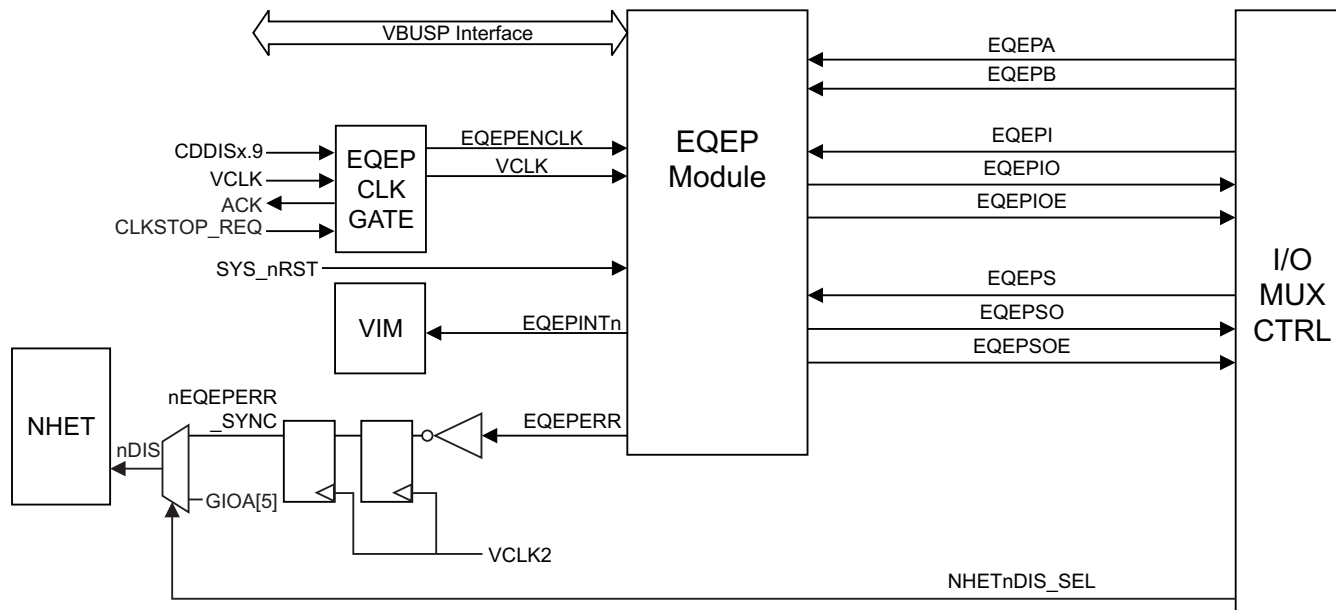 VBUSP Interface
EQEPA
EQEPB
EQEPENCLK
VCLK
EQEPI
EQEPIO
EQEPIOE
CDDISx.9
VCLK
ACK
CLKSTOP_REQ
EQEP
CLK
GATE
EQEP
Module
SYS_nRST
EQEPS
EQEPSO
EQEPSOE
I/O
MUX
CTRL
VIM
EQEPINTn
NHET
nEQEPERR
_SYNC
EQEPERR
nDIS
GIOA[5]
VCLK2
NHETnDIS_SEL